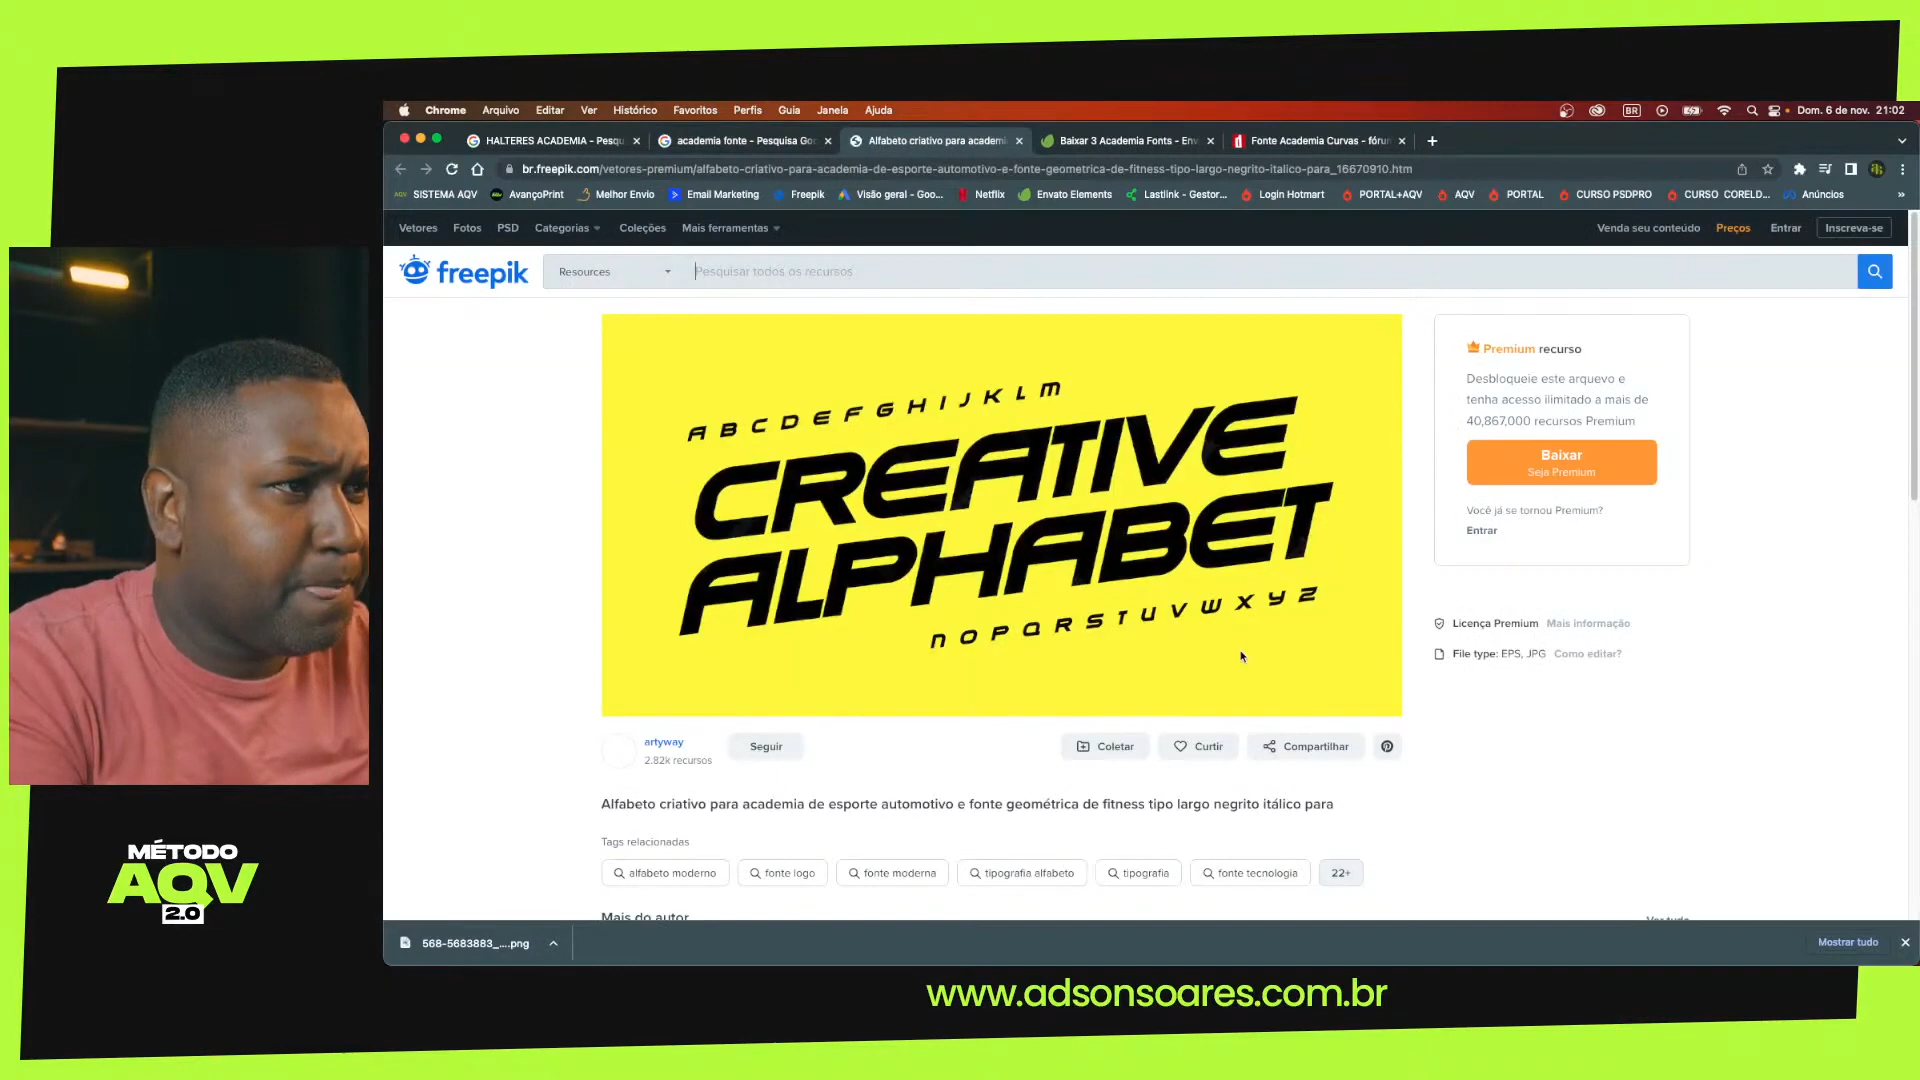 Chrome Arquivo Editar Ver Histórico Favoritos Perfis Guia Janela Ajuda
BR
Dom. 6 de nov. 21:02
HALTERES ACADEMIA - Pesqu
academia fonte - Pesquisa Goo
Alfabeto criativo para academi
Baixar 3 Academia Fonts - Env
Fonte Academia Curvas - fórun
br.freepik.com/vetores-premium/alfabeto-criativo-para-academia-de-esporte-automotivo-e-fonte-geometrica-de-fitness-tipo-largo-negrito-italico-para_16670910.htm
SISTEMA AQV AvançoPrint Melhor Envio Email Marketing Freepik Visão geral - Goo... Netflix Envato Elements Lastlink - Gestor... Login Hotmart PORTAL+AQV AQV PORTAL CURSO PSDPRO CURSO CORELD... Anúncios »
Vetores Fotos PSD Categorias Coleções Mais ferramentas
Venda seu conteúdo Preços Entrar Inscreva-se
freepik
Resources
Pesquisar todos os recursos
A B C D E F G H I J K L M
CREATIVE
ALPHABET
N O P Q R S T U V W X Y Z
Premium recurso
Desbloqueie este arquevo e
tenha acesso ilimitado a mais de
40,867,000 recursos Premium
Baixar
Seja Premium
Você já se tornou Premium?
Entrar
Licença Premium Mais informação
File type: EPS, JPG Como editar?
artyway
2.82k recursos
Seguir
Coletar
Curtir
Compartilhar
Alfabeto criativo para academia de esporte automotivo e fonte geométrica de fitness tipo largo negrito itálico para
Tags relacionadas
alfabeto moderno
fonte logo
fonte moderna
tipografia alfabeto
tipografia
fonte tecnologia
22+
Mais do autor
Ver tudo
568-5683883_....png
Mostrar tudo
MÉTODO
AQV
2.0
www.adsonsoares.com.br